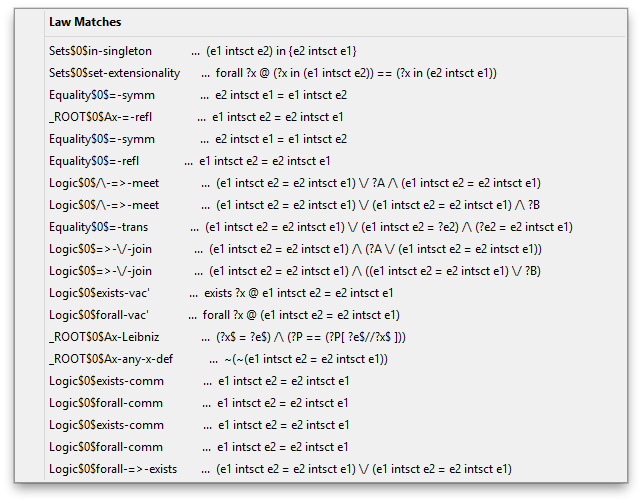 Law Matches
Sets$0$in-singleton ... (e1 intsct e2) in {e2 intsct e1}
Sets$0$set-extensionality ... forall ?x @ (?x in (e1 intsct e2)) == (?x in (e2 intsct e1))
Equality$0$=-symm ... e2 intsct e1 = e1 intsct e2
_ROOT$0$Ax-=-refl ... e1 intsct e2 = e2 intsct e1
Equality$0$=-symm ... e2 intsct e1 = e1 intsct e2
Equality$0$=-refl ... e1 intsct e2 = e2 intsct e1
Logic$0$/\-=>-meet ... (e1 intsct e2 = e2 intsct e1) \/ ?A /\ (e1 intsct e2 = e2 intsct e1)
Logic$0$/\-=>-meet ... (e1 intsct e2 = e2 intsct e1) \/ (e1 intsct e2 = e2 intsct e1) /\ ?B
Equality$0$=-trans ... (e1 intsct e2 = e2 intsct e1) \/ (e1 intsct e2 = ?e2) /\ (?e2 = e2 intsct e1)
Logic$0$=>-\/-join ... (e1 intsct e2 = e2 intsct e1) /\ (?A \/ (e1 intsct e2 = e2 intsct e1))
Logic$0$=>-\/-join ... (e1 intsct e2 = e2 intsct e1) /\ ((e1 intsct e2 = e2 intsct e1) \/ ?B)
Logic$0$exists-vac' ... exists ?x @ e1 intsct e2 = e2 intsct e1
Logic$0$forall-vac' ... forall ?x @ (e1 intsct e2 = e2 intsct e1)
_ROOT$0$Ax-Leibniz ... (?x$ = ?e$) /\ (?P == (?P[ ?e$//?x$ ]))
_ROOT$0$Ax-any-x-def ... ~(~(e1 intsct e2 = e2 intsct e1))
Logic$0$exists-comm ... e1 intsct e2 = e2 intsct e1
Logic$0$forall-comm ... e1 intsct e2 = e2 intsct e1
Logic$0$exists-comm ... e1 intsct e2 = e2 intsct e1
Logic$0$forall-comm ... e1 intsct e2 = e2 intsct e1
Logic$0$forall-=>-exists ... (e1 intsct e2 = e2 intsct e1) \/ (e1 intsct e2 = e2 intsct e1)